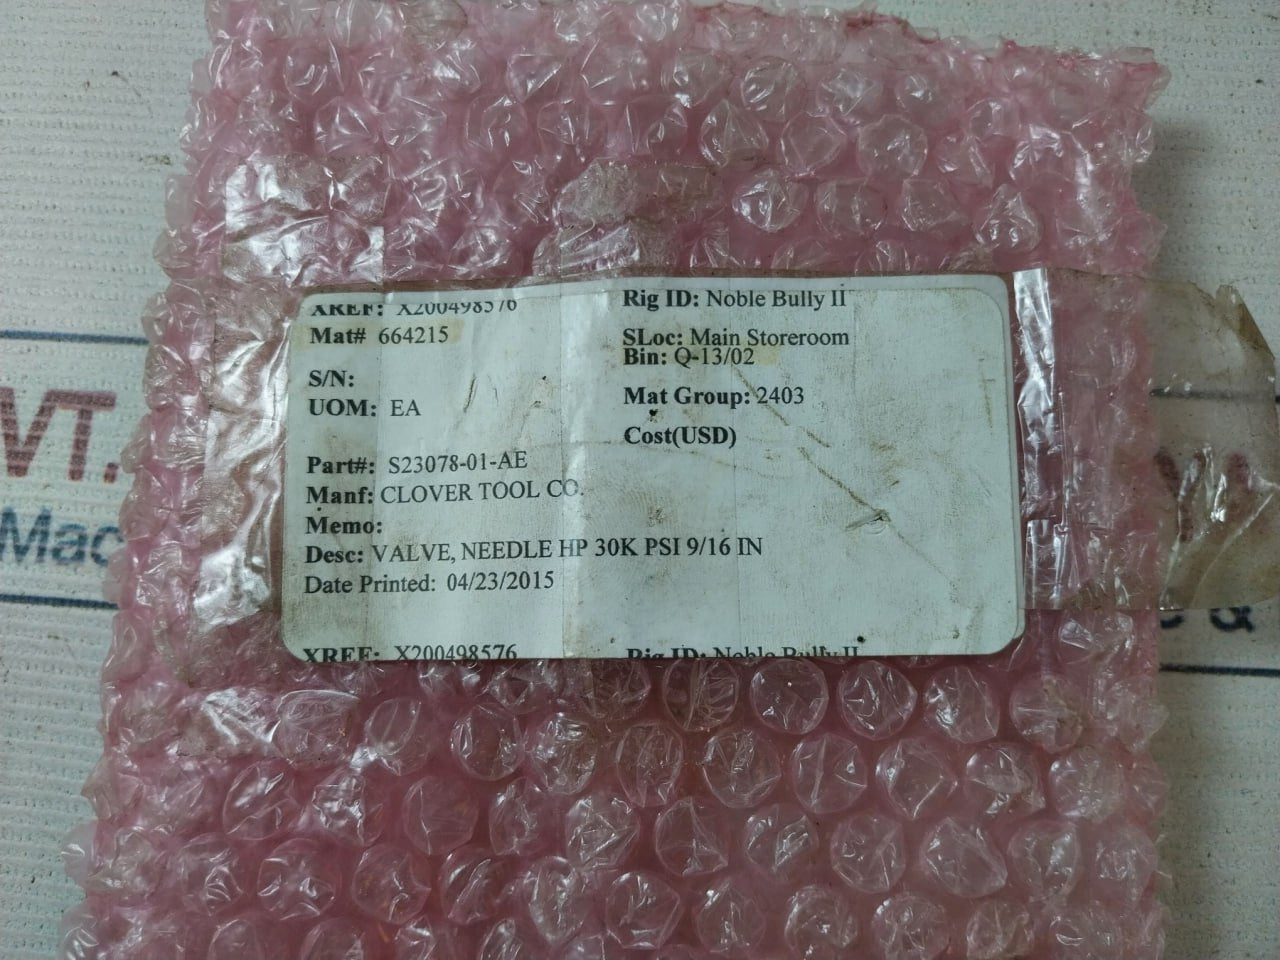 XREF: X200498576 Rig ID: Noble Bully II
Mat# 664215 SLoc: Main Storeroom
Bin: Q-13/02
S/N:
UOM: EA Mat Group: 2403
Cost(USD)
Part#: S23078-01-AE
Manf: CLOVER TOOL CO.
Memo:
Desc: VALVE, NEEDLE HP 30K PSI 9/16 IN
Date Printed: 04/23/2015
XREF: X200498576 Rig ID: Noble Bully II
VT.
Mac
&